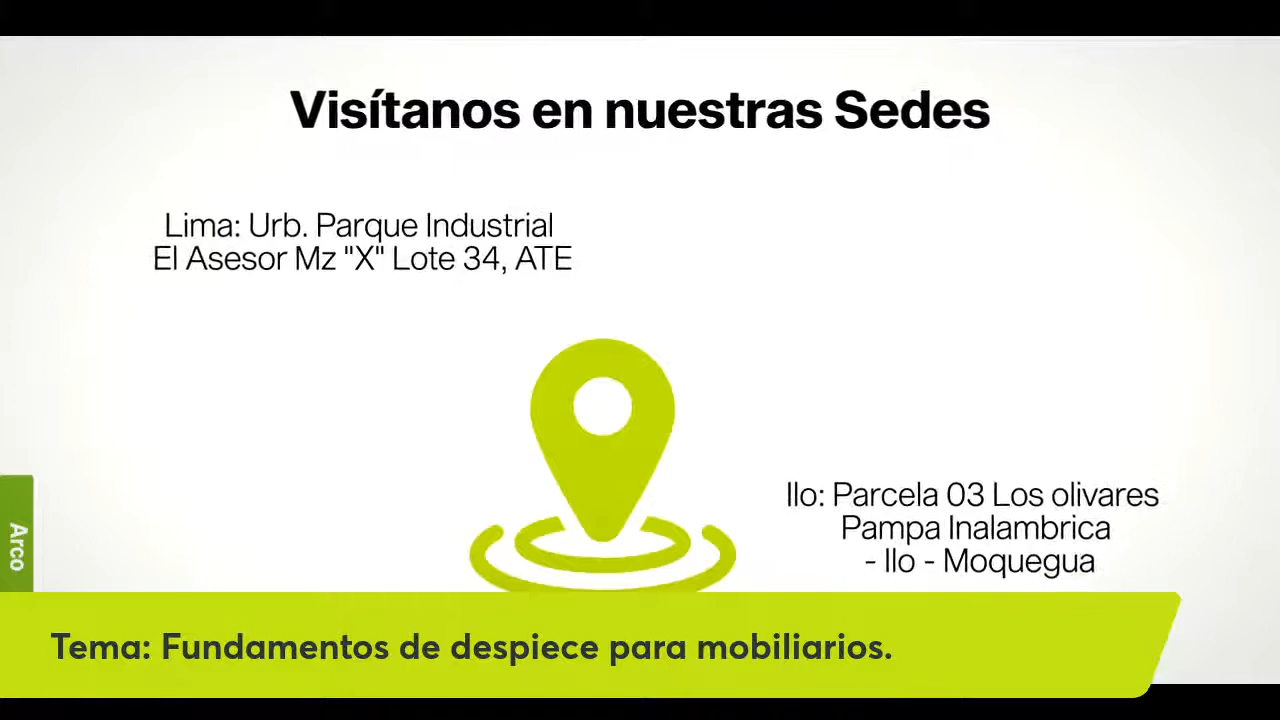 Visítanos en nuestras Sedes
Lima: Urb. Parque Industrial
El Asesor Mz "X" Lote 34, ATE
Ilo: Parcela 03 Los olivares
Pampa Inalambrica
- Ilo - Moquegua
Arco
Tema: Fundamentos de despiece para mobiliarios.